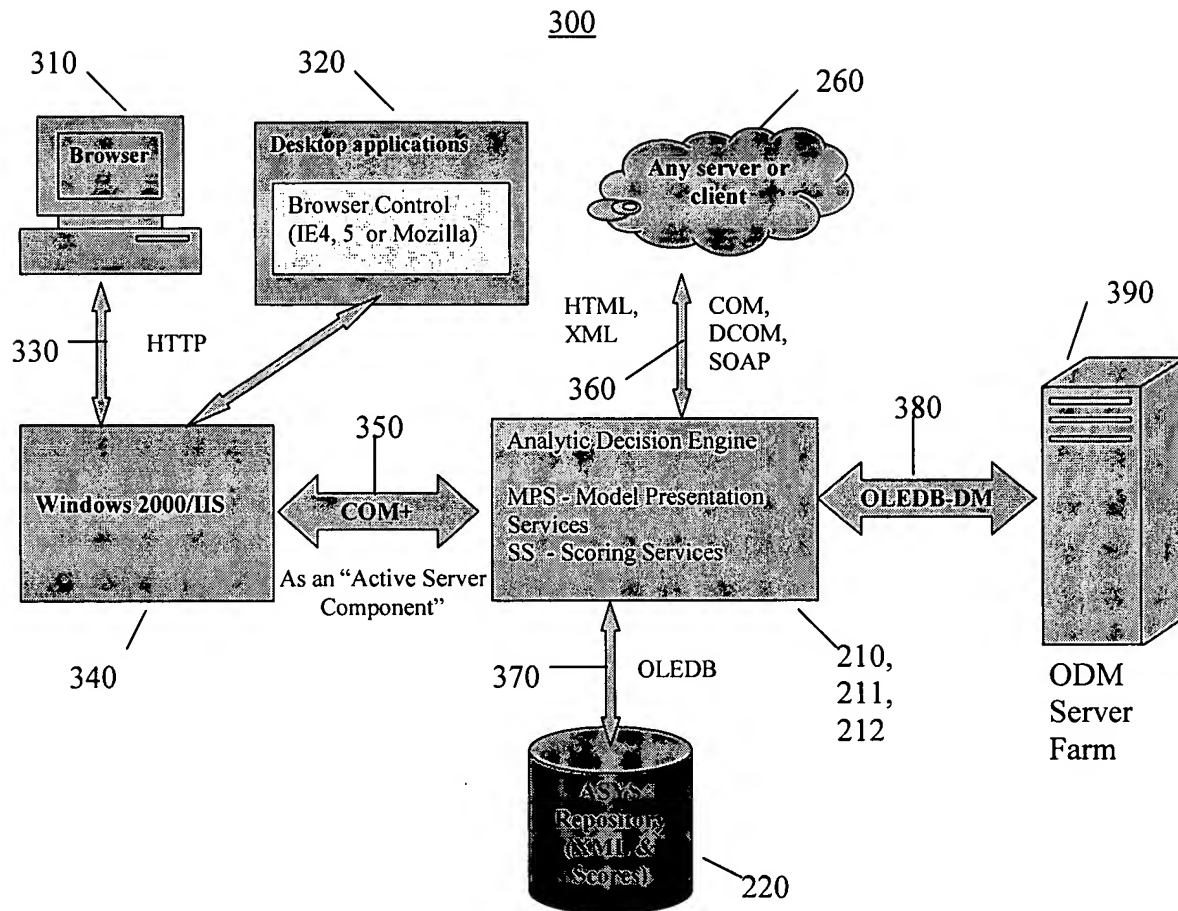 300
310
320
260
Browser
Desktop applications
Browser Control
(IE4, 5 or Mozilla)
Any server or
client
HTML,
XML
COM,
DCOM,
SOAP
390
330
HTTP
360
350
380
Windows 2000/IIS
COM+
As an “Active Server
Component”
Analytic Decision Engine
MPS - Model Presentation
Services
SS - Scoring Services
OLEDB-DM
340
370
OLEDB
210,
211,
212
ODM
Server
Farm
ASYS
Repository
(XML &
Scores)
220